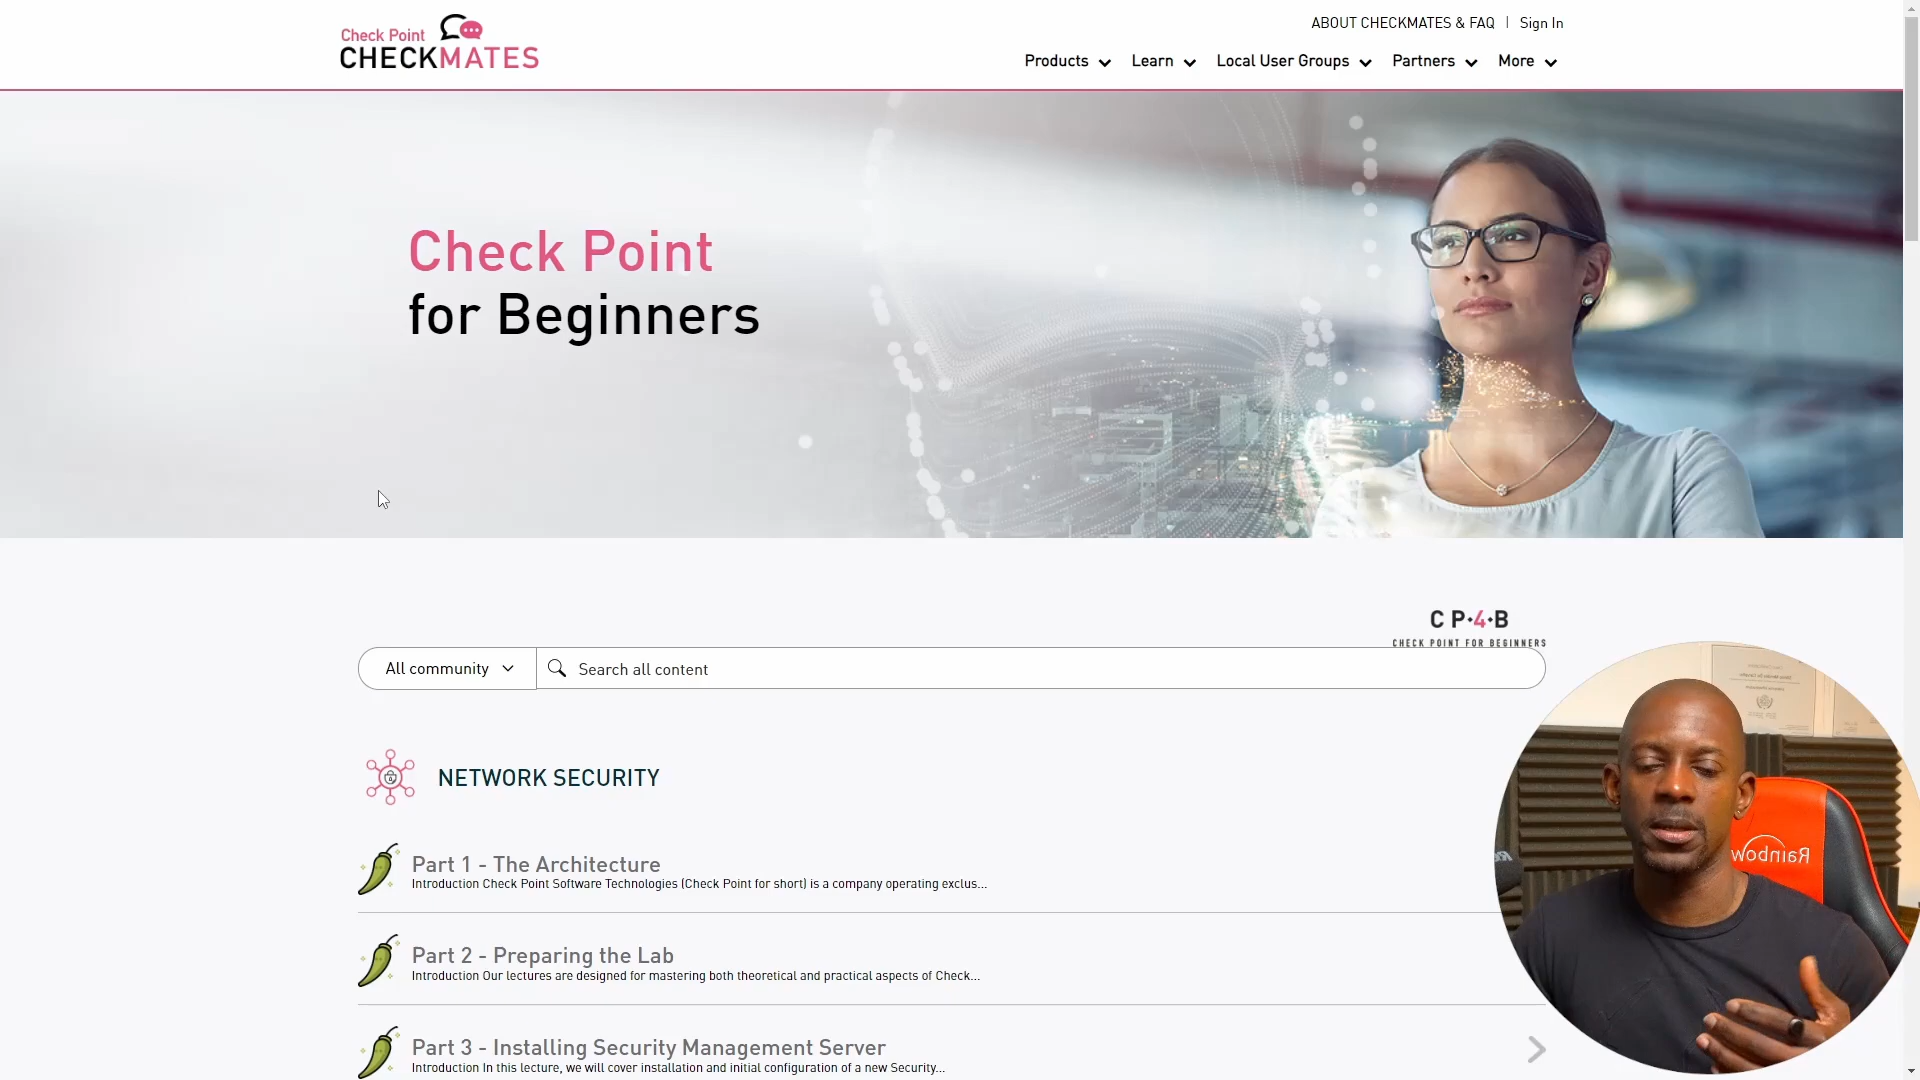 ABOUT CHECKMATES & FAQ | Sign In
Check Point
CHECKMATES
Products Learn Local User Groups Partners More
Check Point
for Beginners
CP·4·B
CHECK POINT FOR BEGINNERS
All community
Search all content
NETWORK SECURITY
Part 1 - The Architecture
Introduction Check Point Software Technologies (Check Point for short) is a company operating exclus...
Part 2 - Preparing the Lab
Introduction Our lectures are designed for mastering both theoretical and practical aspects of Check...
Rainbow
Part 3 - Installing Security Management Server
Introduction In this lecture, we will cover installation and initial configuration of a new Security...